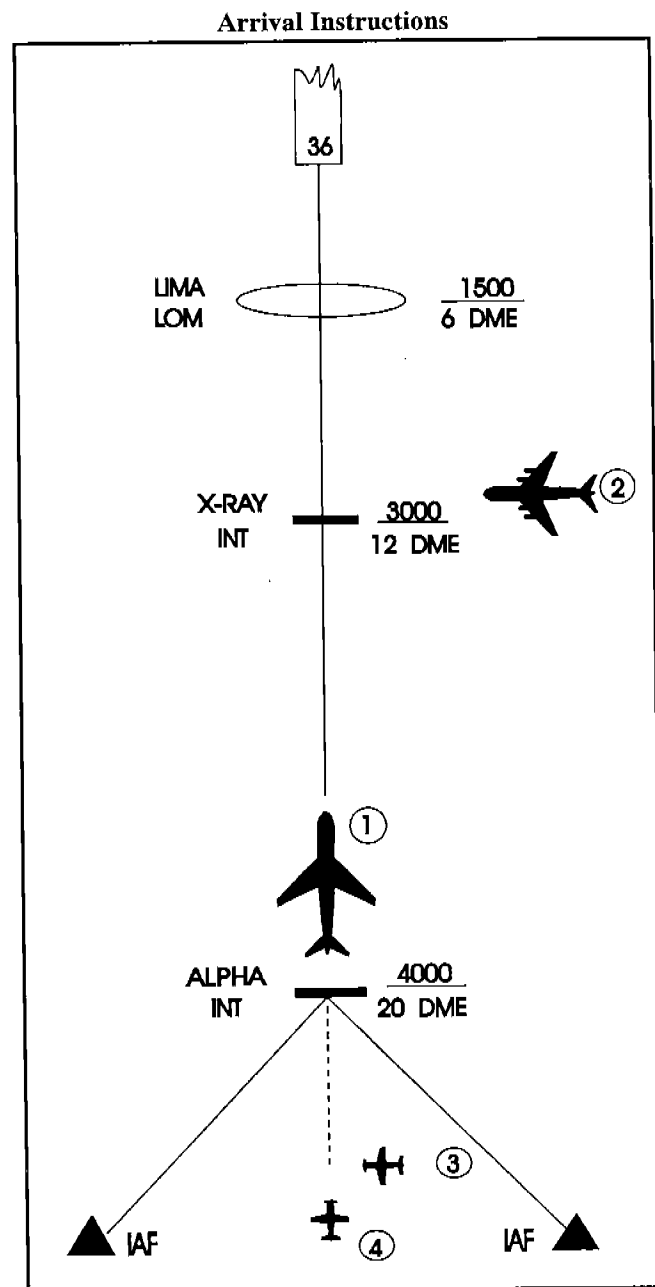 Arrival Instructions
36
LIMA
LOM
1500
6 DME
2
X-RAY
INT
3000
12 DME
1
ALPHA
INT
4000
20 DME
3
IAF
4
IAF